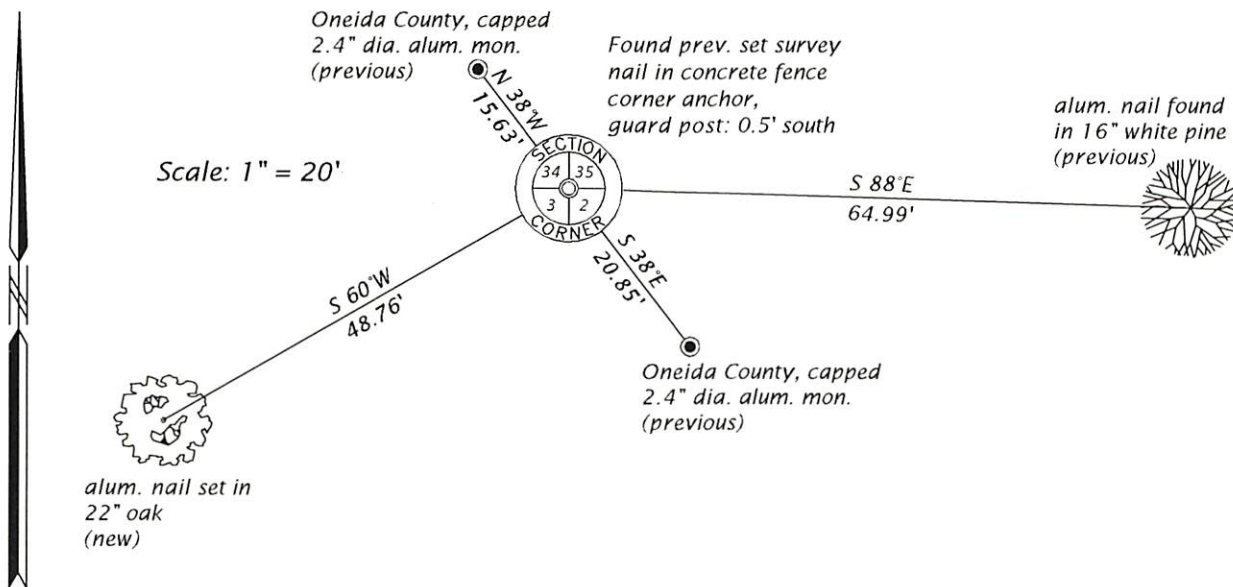 Oneida County, capped
2.4" dia. alum. mon.
(previous)
Found prev. set survey
nail in concrete fence
corner anchor,
guard post: 0.5' south
alum. nail found
in 16" white pine
(previous)
Scale: 1" = 20'
N 38°W
15.63'
SECTION
34 35
3 2
CORNER
S 88°E
64.99'
S 60°W
48.76'
S 38°E
20.85'
Oneida County, capped
2.4" dia. alum. mon.
(previous)
alum. nail set in
22" oak
(new)